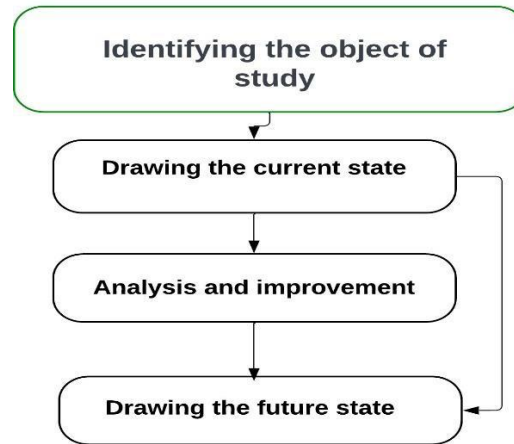 Identifying the object of
study
Drawing the current state
Analysis and improvement
Drawing the future state